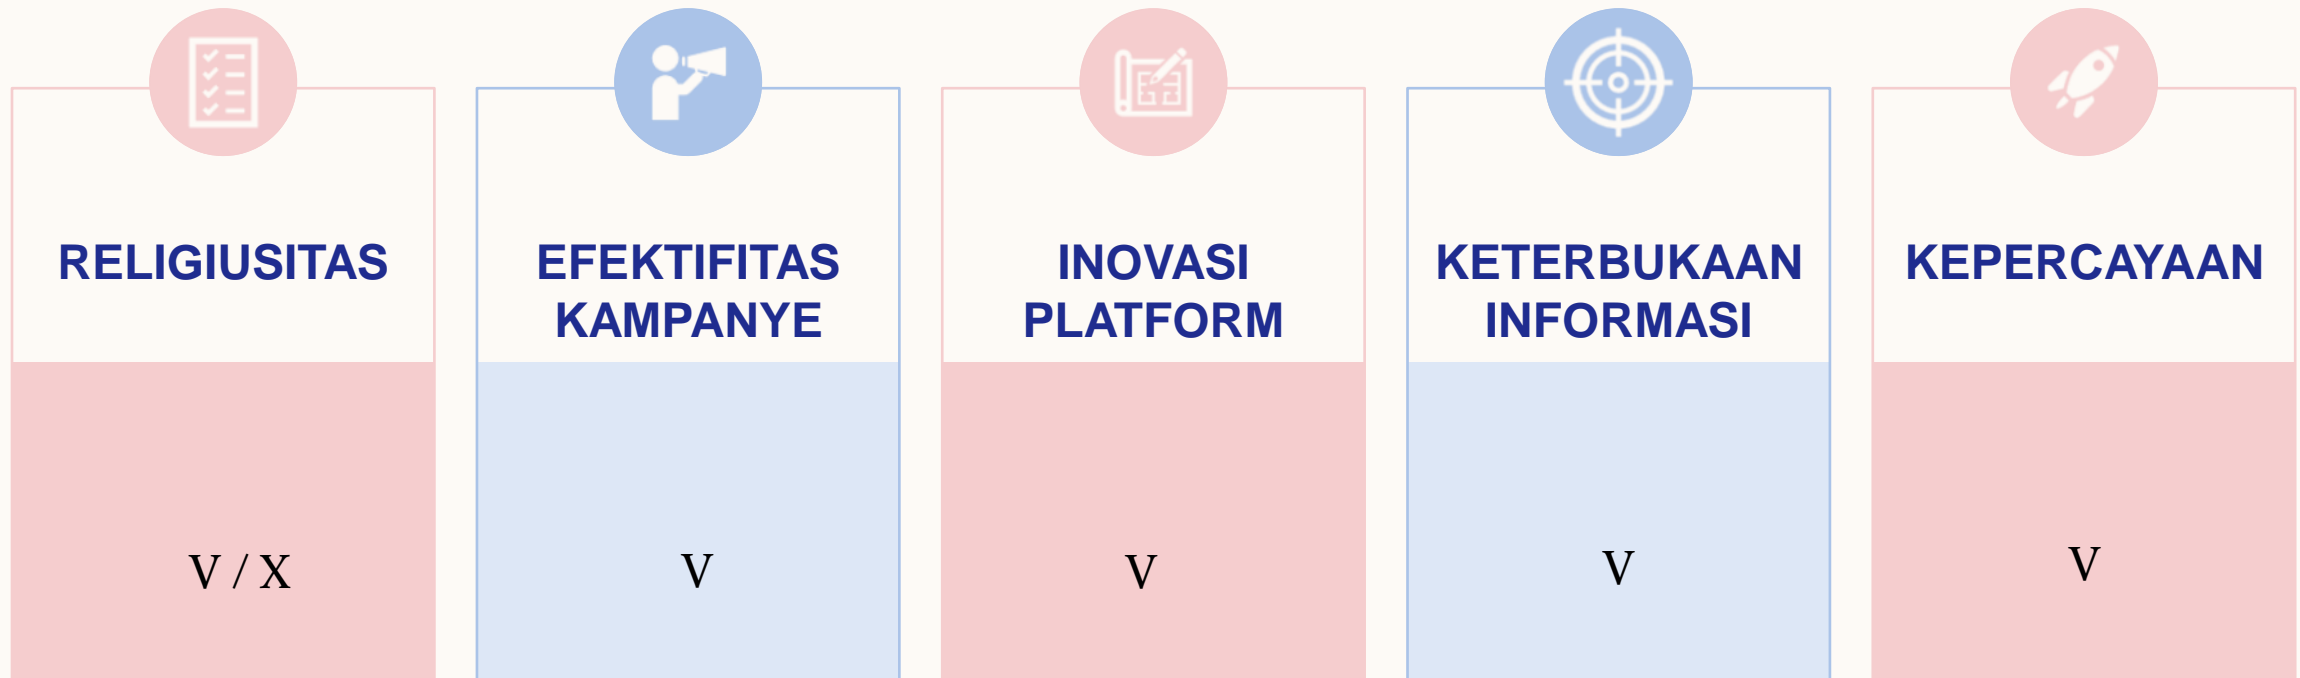 RELIGIUSITAS
EFEKTIFITAS
KAMPANYE
INOVASI
PLATFORM
KETERBUKAAN
INFORMASI
KEPERCAYAAN
V / X
V
V
V
V